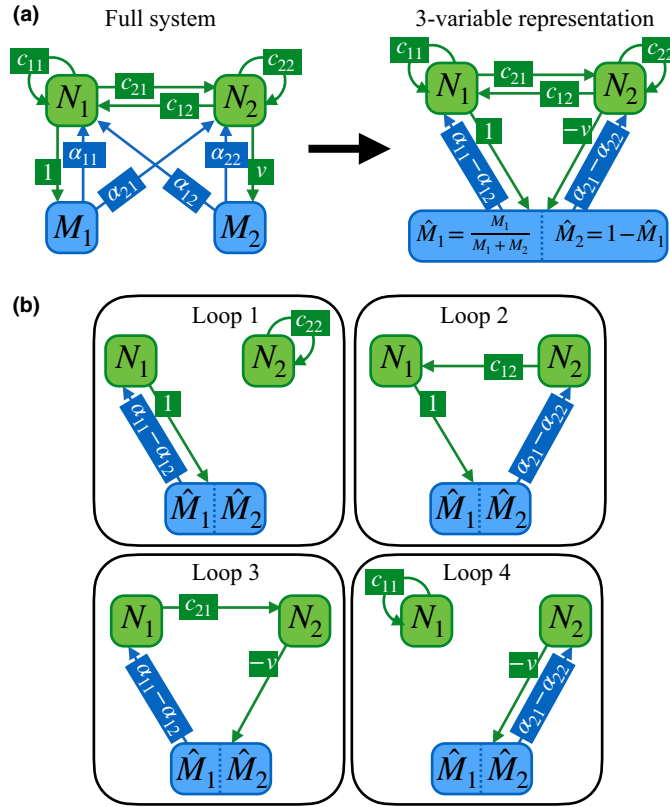 (a)
Full system
3-variable representation
c₁₁
c₂₁
c₂₂
N₁
c₁₂
N₂
1
α₁₁
α₂₁
α₁₂
α₂₂
v
M₁
M₂
c₁₁
c₂₁
c₂₂
N₁
c₁₂
N₂
α₁₁−α₁₂
1
−v
α₂₁−α₂₂
M̂₁ = M₁/(M₁+M₂)
M̂₂ = 1−M̂₁
(b)
Loop 1
N₁
c₂₂
N₂
α₁₁−α₁₂
1
M̂₁ M̂₂
Loop 2
N₁
c₁₂
N₂
1
α₂₁−α₂₂
M̂₁ M̂₂
Loop 3
N₁
c₂₁
N₂
α₁₁−α₁₂
−v
M̂₁ M̂₂
Loop 4
c₁₁
N₁
N₂
−v
α₂₁−α₂₂
M̂₁ M̂₂